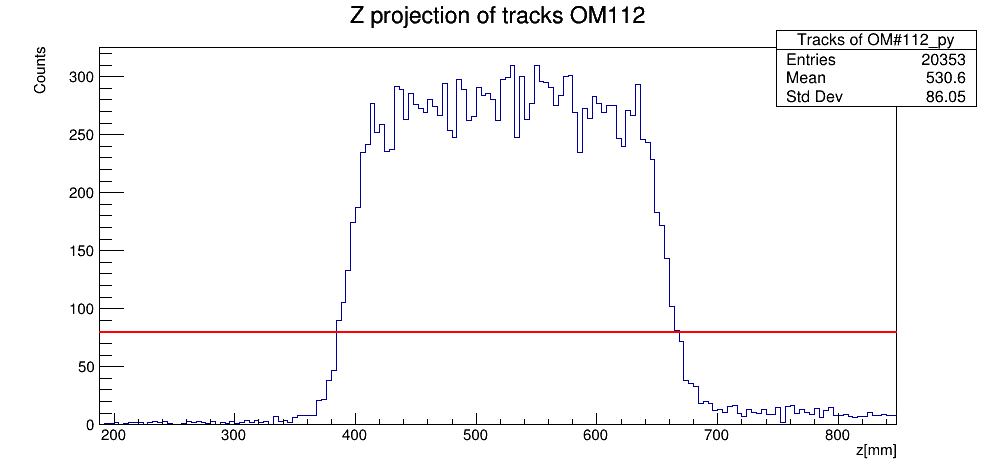 Z projection of tracks OM112
Tracks of OM#112_py
Entries 20353
Mean 530.6
Std Dev 86.05
Counts
300
250
200
150
100
50
0
200 300 400 500 600 700 800
z[mm]